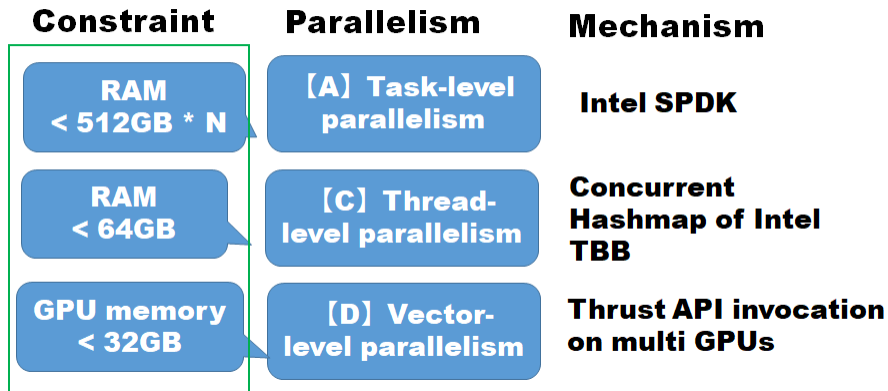 Constraint Parallelism Mechanism
RAM
< 512GB * N
【A】Task-level
parallelism
Intel SPDK
RAM
< 64GB
【C】Thread-
level parallelism
Concurrent
Hashmap of Intel
TBB
GPU memory
< 32GB
【D】Vector-
level parallelism
Thrust API invocation
on multi GPUs